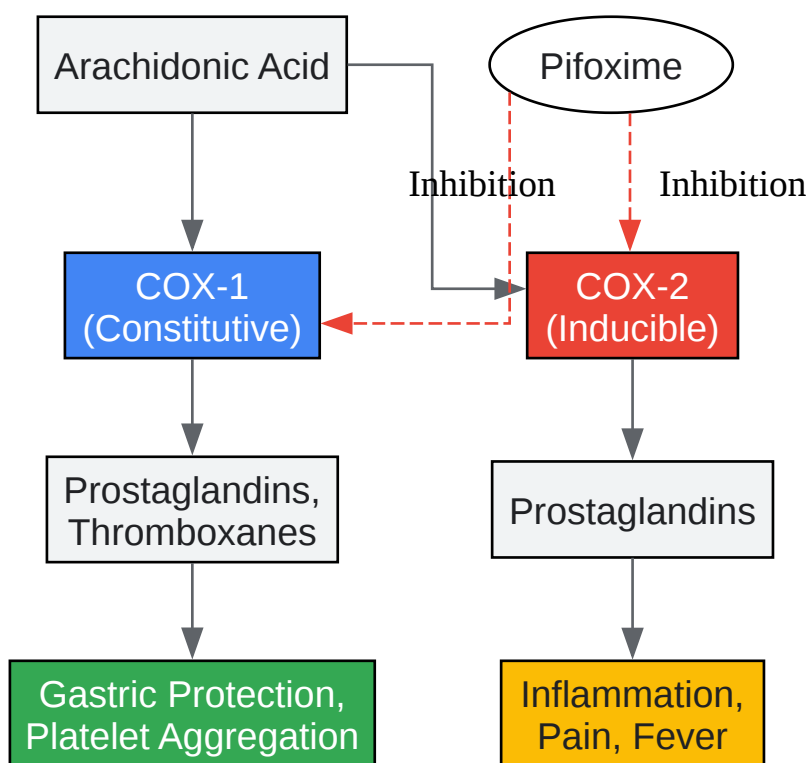 Arachidonic Acid
Pifoxime
Inhibition
Inhibition
COX-1
(Constitutive)
COX-2
(Inducible)
Prostaglandins,
Thromboxanes
Prostaglandins
Gastric Protection,
Platelet Aggregation
Inflammation,
Pain, Fever